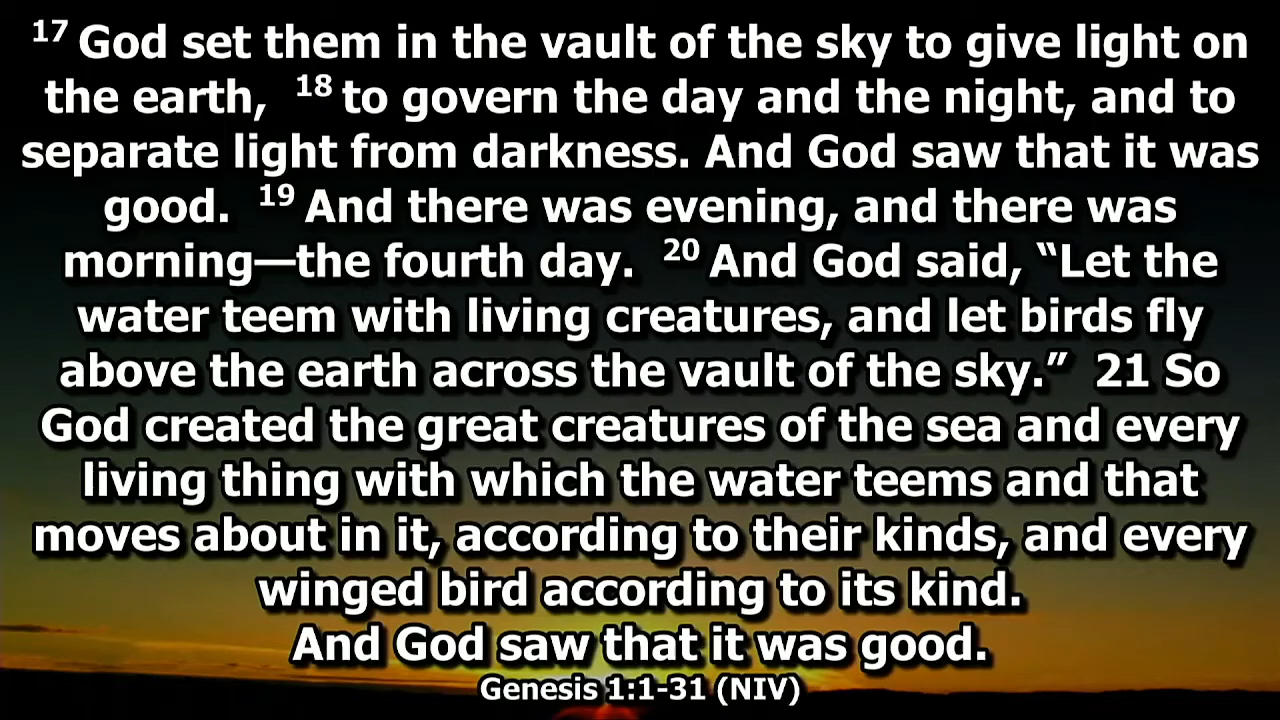 17 God set them in the vault of the sky to give light on
the earth, 18 to govern the day and the night, and to
separate light from darkness. And God saw that it was
good. 19 And there was evening, and there was
morning—the fourth day. 20 And God said, “Let the
water teem with living creatures, and let birds fly
above the earth across the vault of the sky.” 21 So
God created the great creatures of the sea and every
living thing with which the water teems and that
moves about in it, according to their kinds, and every
winged bird according to its kind.
And God saw that it was good.
Genesis 1:1-31 (NIV)